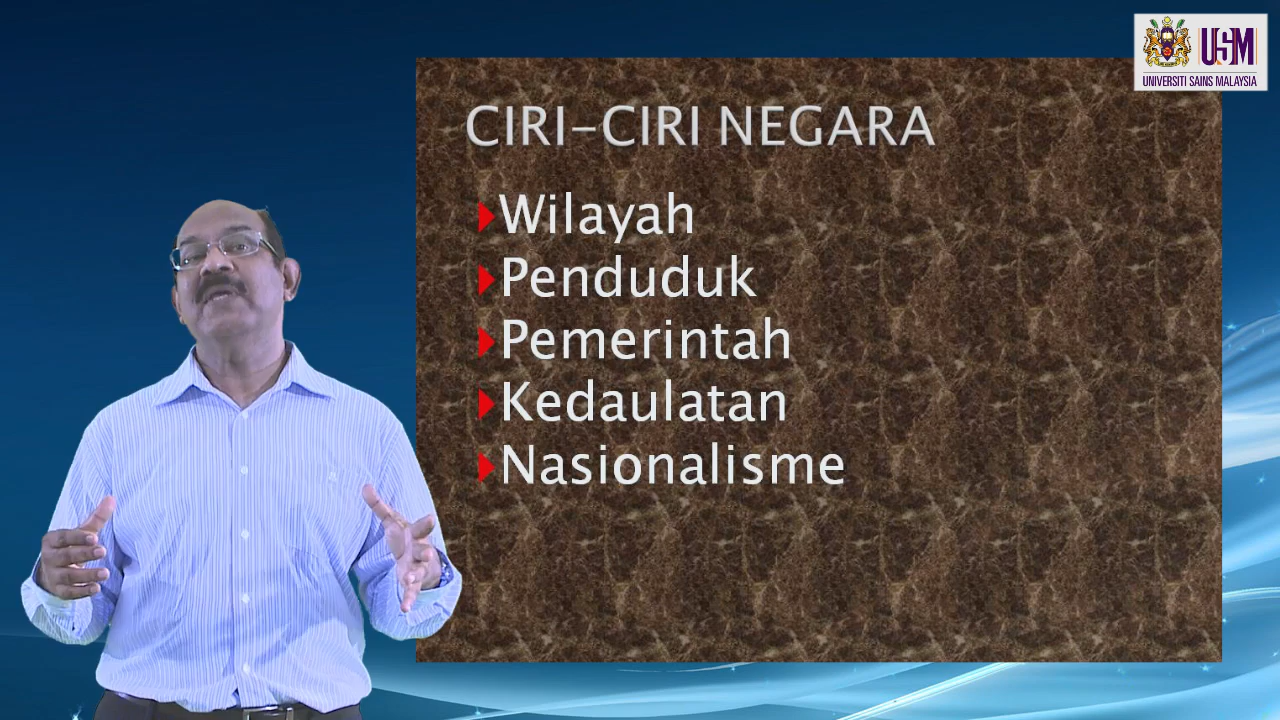 USM
UNIVERSITI SAINS MALAYSIA
CIRI-CIRI NEGARA
Wilayah
Penduduk
Pemerintah
Kedaulatan
Nasionalisme